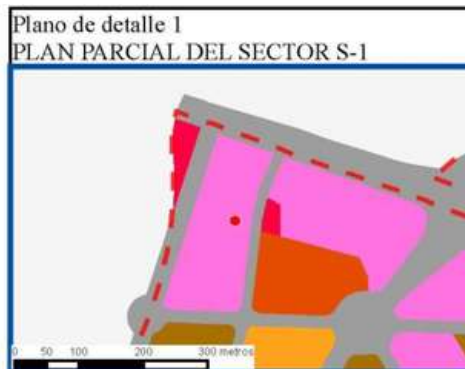 Plano de detalle 1
PLAN PARCIAL DEL SECTOR S-1
0 50 100 200 300 metros